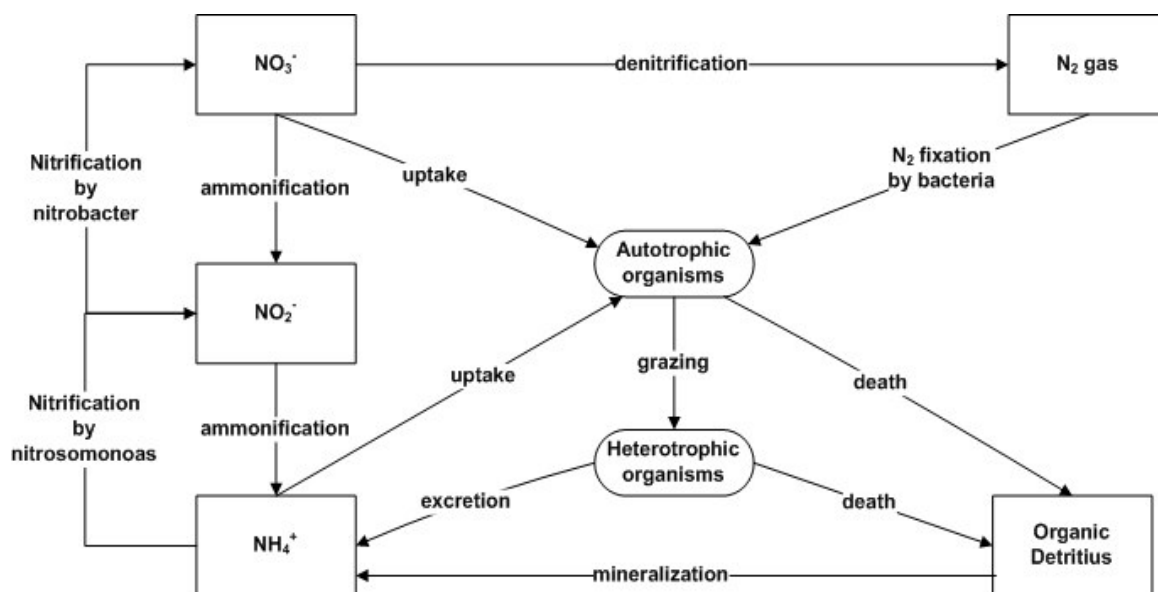 NO₃⁻
denitrification
N₂ gas
Nitrification
by
nitrobacter
ammonification
uptake
N₂ fixation
by bacteria
Autotrophic
organisms
NO₂⁻
grazing
uptake
death
Nitrification
by
nitrosomonoas
ammonification
Heterotrophic
organisms
excretion
death
NH₄⁺
Organic
Detritius
mineralization